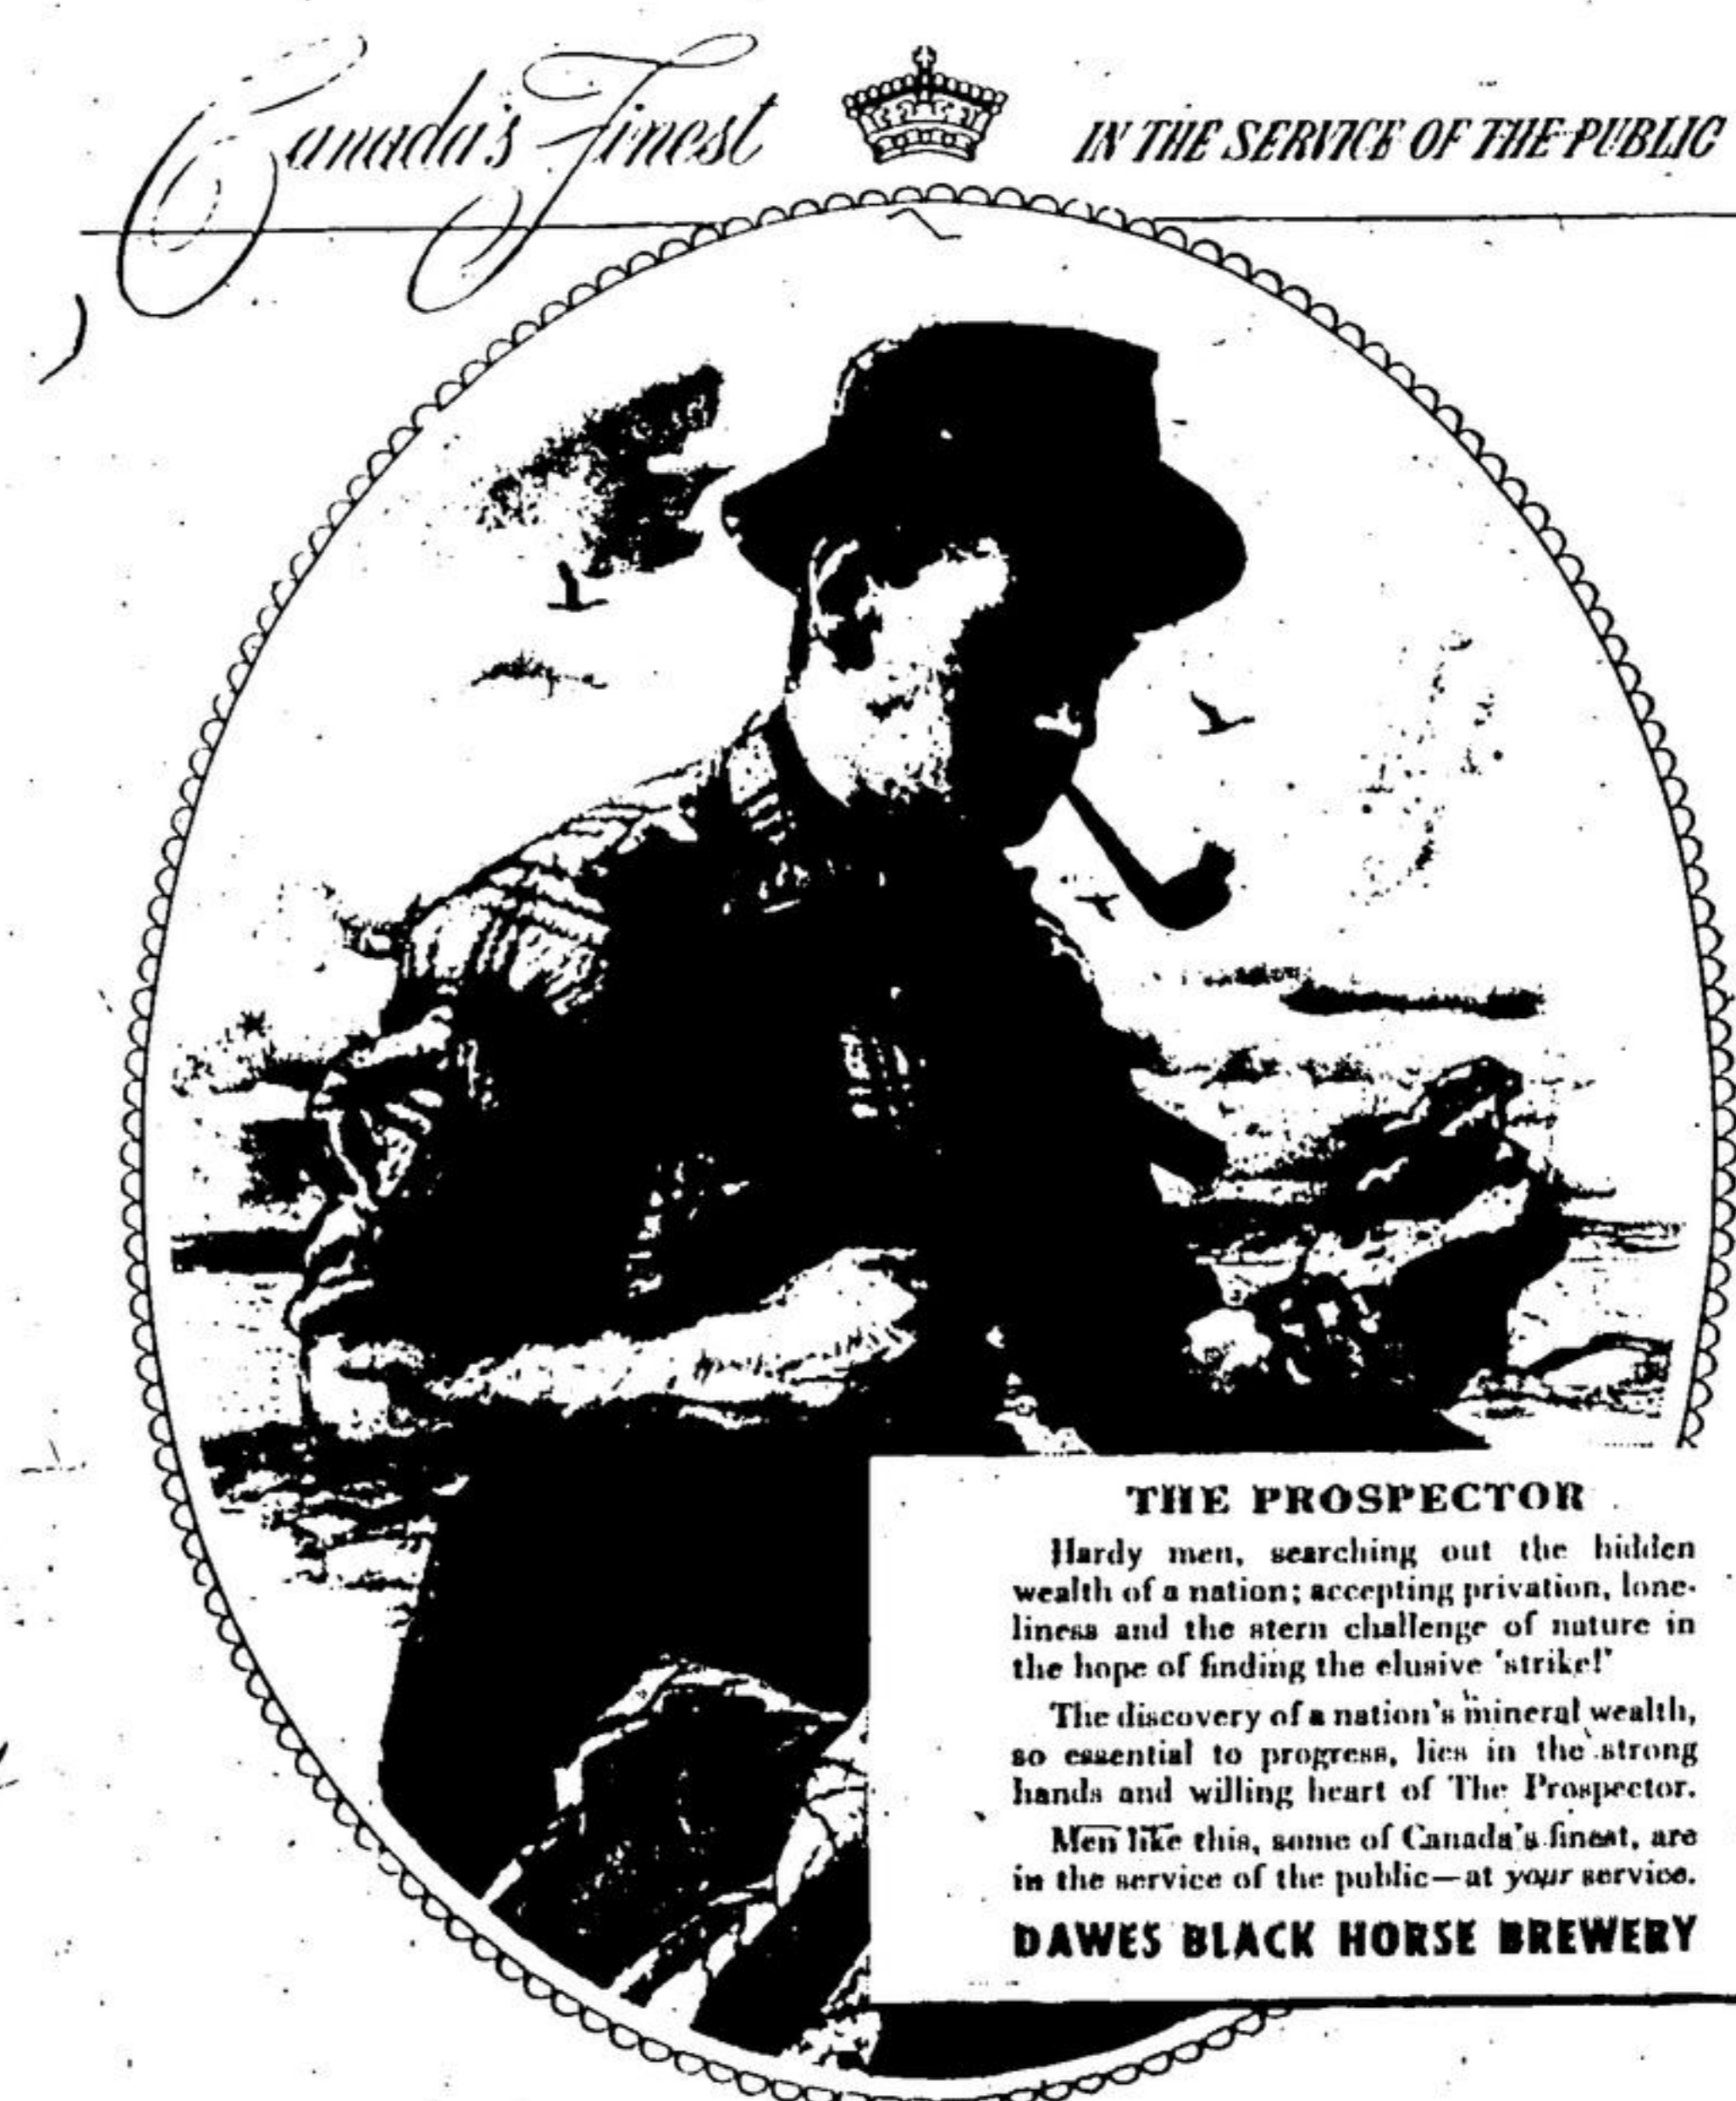 Canada's Finest IN THE SERVICE OF THE PUBLIC
THE PROSPECTOR
Hardy men, searching out the hidden
wealth of a nation; accepting privation, lone-
liness and the stern challenge of nature in
the hope of finding the elusive 'strike!'
The discovery of a nation's mineral wealth,
so essential to progress, lies in the strong
hands and willing heart of The Prospector.
Men like this, some of Canada's finest, are
in the service of the public—at your service.
DAWES BLACK HORSE BREWERY